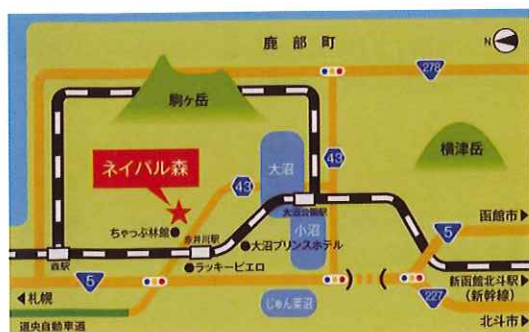 鹿部町
N
278
駒ヶ岳
43
横津岳
ネイパル森
43
大沼
大沼公園駅
函館市
ちゃっぷ林館
赤井川駅
小沼
大沼プリンスホテル
5
森駅
ラッキーピエロ
5
新函館北斗駅
(新幹線)
札幌
じゅん菜沼
227
道央自動車道
北斗市